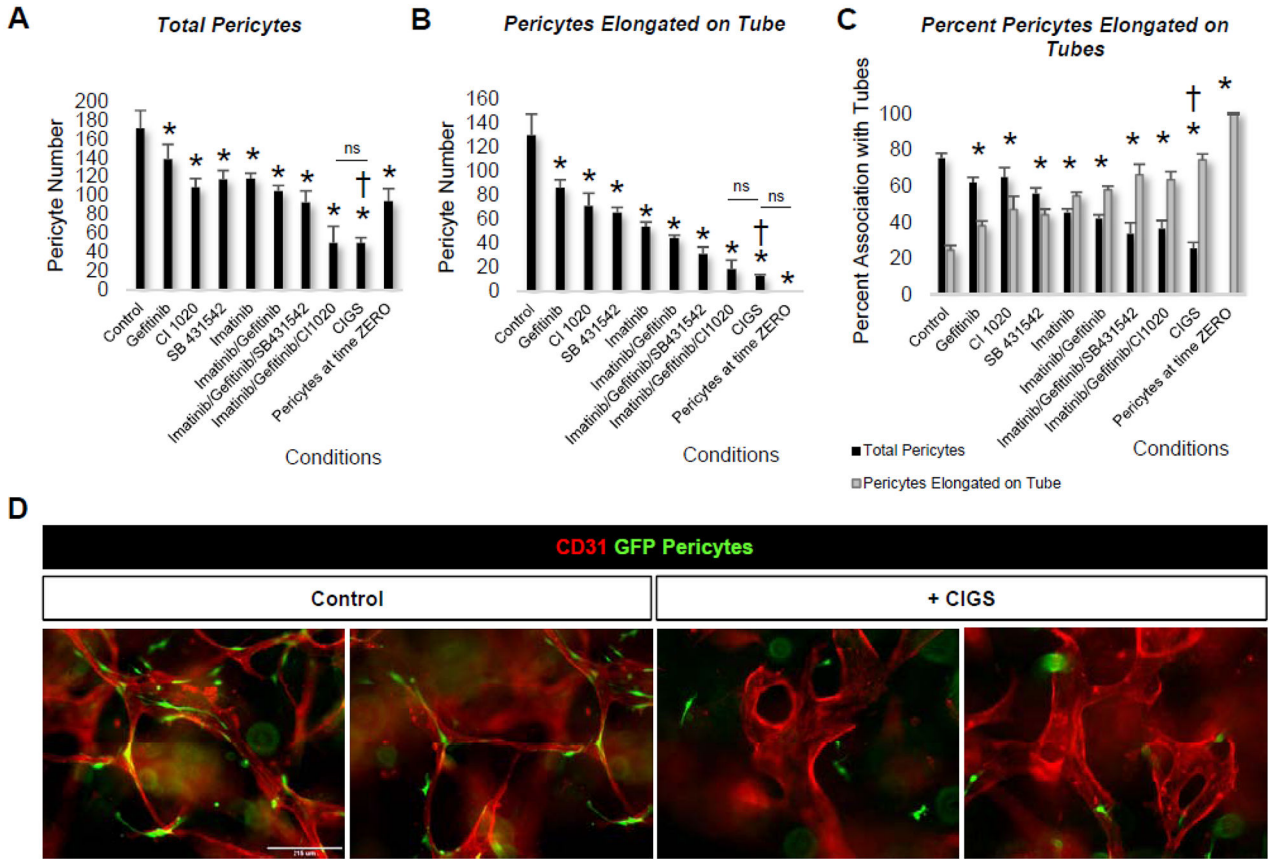 A
Total Pericytes
Pericyte Number
200
180
160
140
120
100
80
60
40
20
0
* * * * * * * † * *
ns
Control
Gefitinib
CI 1020
SB 431542
Imatinib
Imatinib/Gefitinib
Imatinib/Gefitinib/SB431542
Imatinib/Gefitinib/CI1020
CIGS
Pericytes at time ZERO
Conditions
B
Pericytes Elongated on Tube
Pericyte Number
160
140
120
100
80
60
40
20
0
* * * * * * * † * *
ns
ns
Control
Gefitinib
CI 1020
SB 431542
Imatinib
Imatinib/Gefitinib
Imatinib/Gefitinib/SB431542
Imatinib/Gefitinib/CI1020
CIGS
Pericytes at time ZERO
Conditions
C
Percent Pericytes Elongated on
Tubes
Percent Association with Tubes
100
80
60
40
20
0
* * * * * * * † * *
Control
Gefitinib
CI 1020
SB 431542
Imatinib
Imatinib/Gefitinib
Imatinib/Gefitinib/SB431542
Imatinib/Gefitinib/CI1020
CIGS
Pericytes at time ZERO
Conditions
Total Pericytes
Pericytes Elongated on Tube
D
CD31 GFP Pericytes
Control
+ CIGS